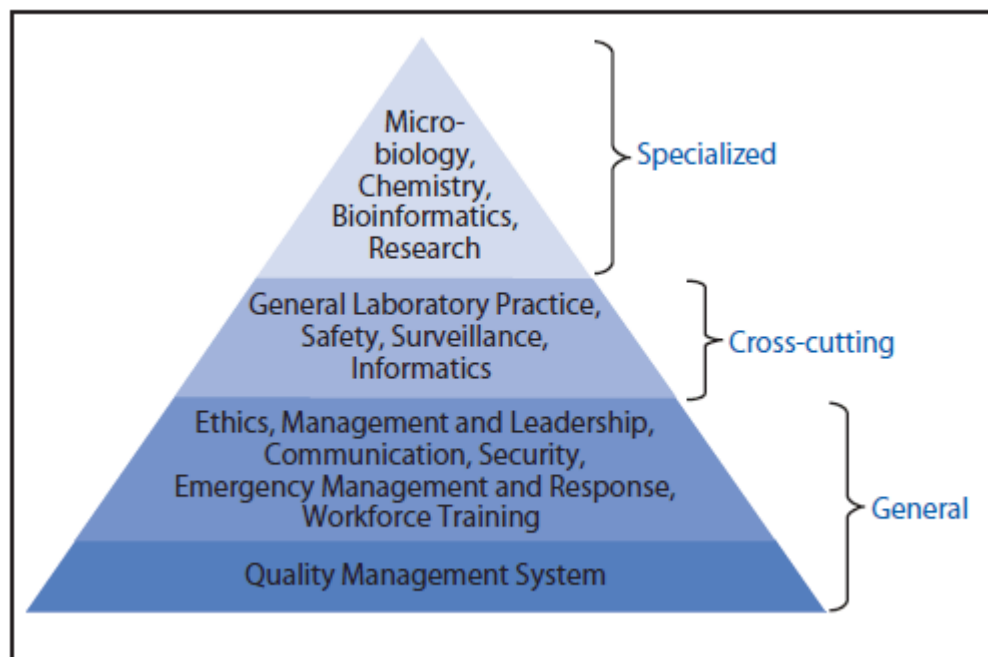 Micro-
biology,
Chemistry,
Bioinformatics,
Research
Specialized
General Laboratory Practice,
Safety, Surveillance,
Informatics
Cross-cutting
Ethics, Management and Leadership,
Communication, Security,
Emergency Management and Response,
Workforce Training
General
Quality Management System